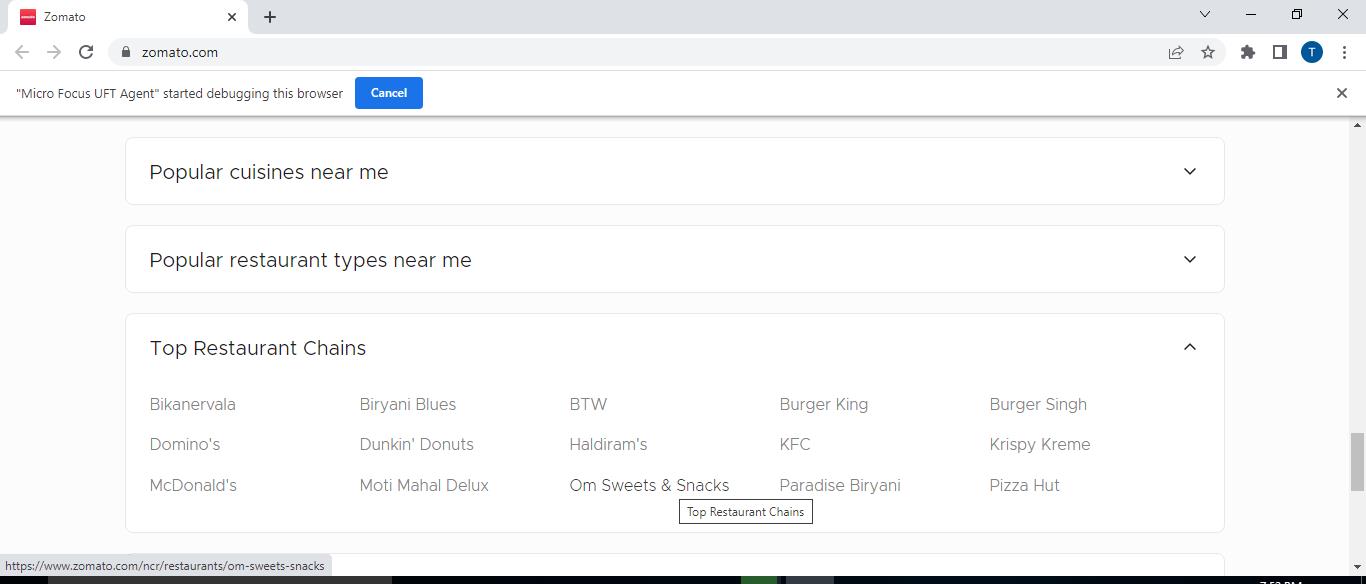 Zomato
zomato.com
T
"Micro Focus UFT Agent" started debugging this browser Cancel
Popular cuisines near me
Popular restaurant types near me
Top Restaurant Chains
Bikanervala Biryani Blues BTW Burger King Burger Singh
Domino's Dunkin' Donuts Haldiram's KFC Krispy Kreme
McDonald's Moti Mahal Delux Om Sweets & Snacks Paradise Biryani Pizza Hut
Top Restaurant Chains
https://www.zomato.com/ncr/restaurants/om-sweets-snacks